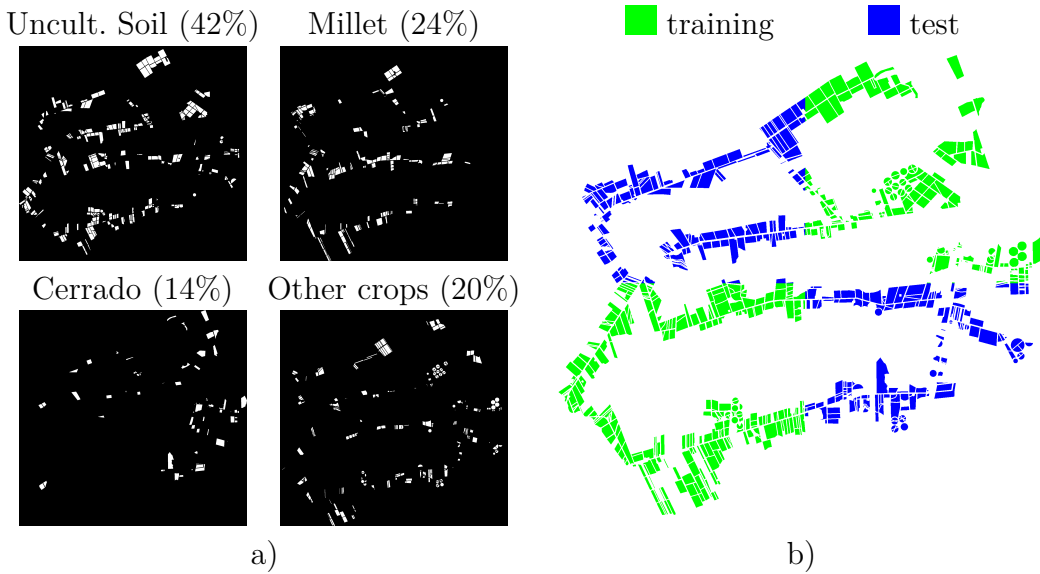 Uncult. Soil (42%) Millet (24%)
Cerrado (14%) Other crops (20%)
a)
training test
b)